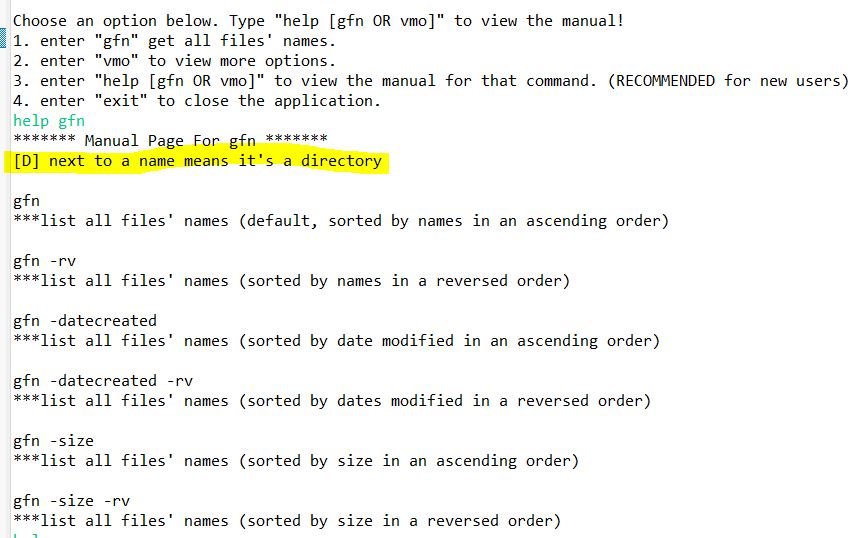 Choose an option below. Type "help [gfn OR vmo]" to view the manual!
1. enter "gfn" get all files' names.
2. enter "vmo" to view more options.
3. enter "help [gfn OR vmo]" to view the manual for that command. (RECOMMENDED for new users)
4. enter "exit" to close the application.
help gfn
******* Manual Page For gfn *******
[D] next to a name means it's a directory
gfn
***list all files' names (default, sorted by names in an ascending order)
gfn -rv
***list all files' names (sorted by names in a reversed order)
gfn -datecreated
***list all files' names (sorted by date modified in an ascending order)
gfn -datecreated -rv
***list all files' names (sorted by dates modified in a reversed order)
gfn -size
***list all files' names (sorted by size in an ascending order)
gfn -size -rv
***list all files' names (sorted by size in a reversed order)